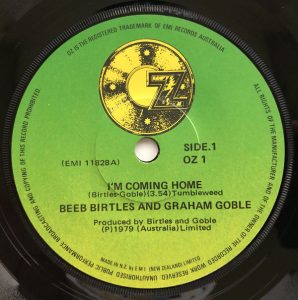 OZ IS THE REGISTERED TRADEMARK OF EMI RECORDS AUSTRALIA
ALL RIGHTS OF THE MANUFACTURER AND OF THE OWNER OF THE RECORDED WORK RESERVED
UNAUTHORISED PUBLIC PERFORMANCE BROADCASTING AND COPYING OF THIS RECORD PROHIBITED
OZ
SIDE.1
(EMI 11828A)
OZ 1
I'M COMING HOME
(Birtles-Goble)(3.54) Tumbleweed
BEEB BIRTLES AND GRAHAM GOBLE
Produced by Birtles and Goble
(P)1979 (Australia) Limited
MADE IN N.Z. by E M I (NEW ZEALAND) LIMITED